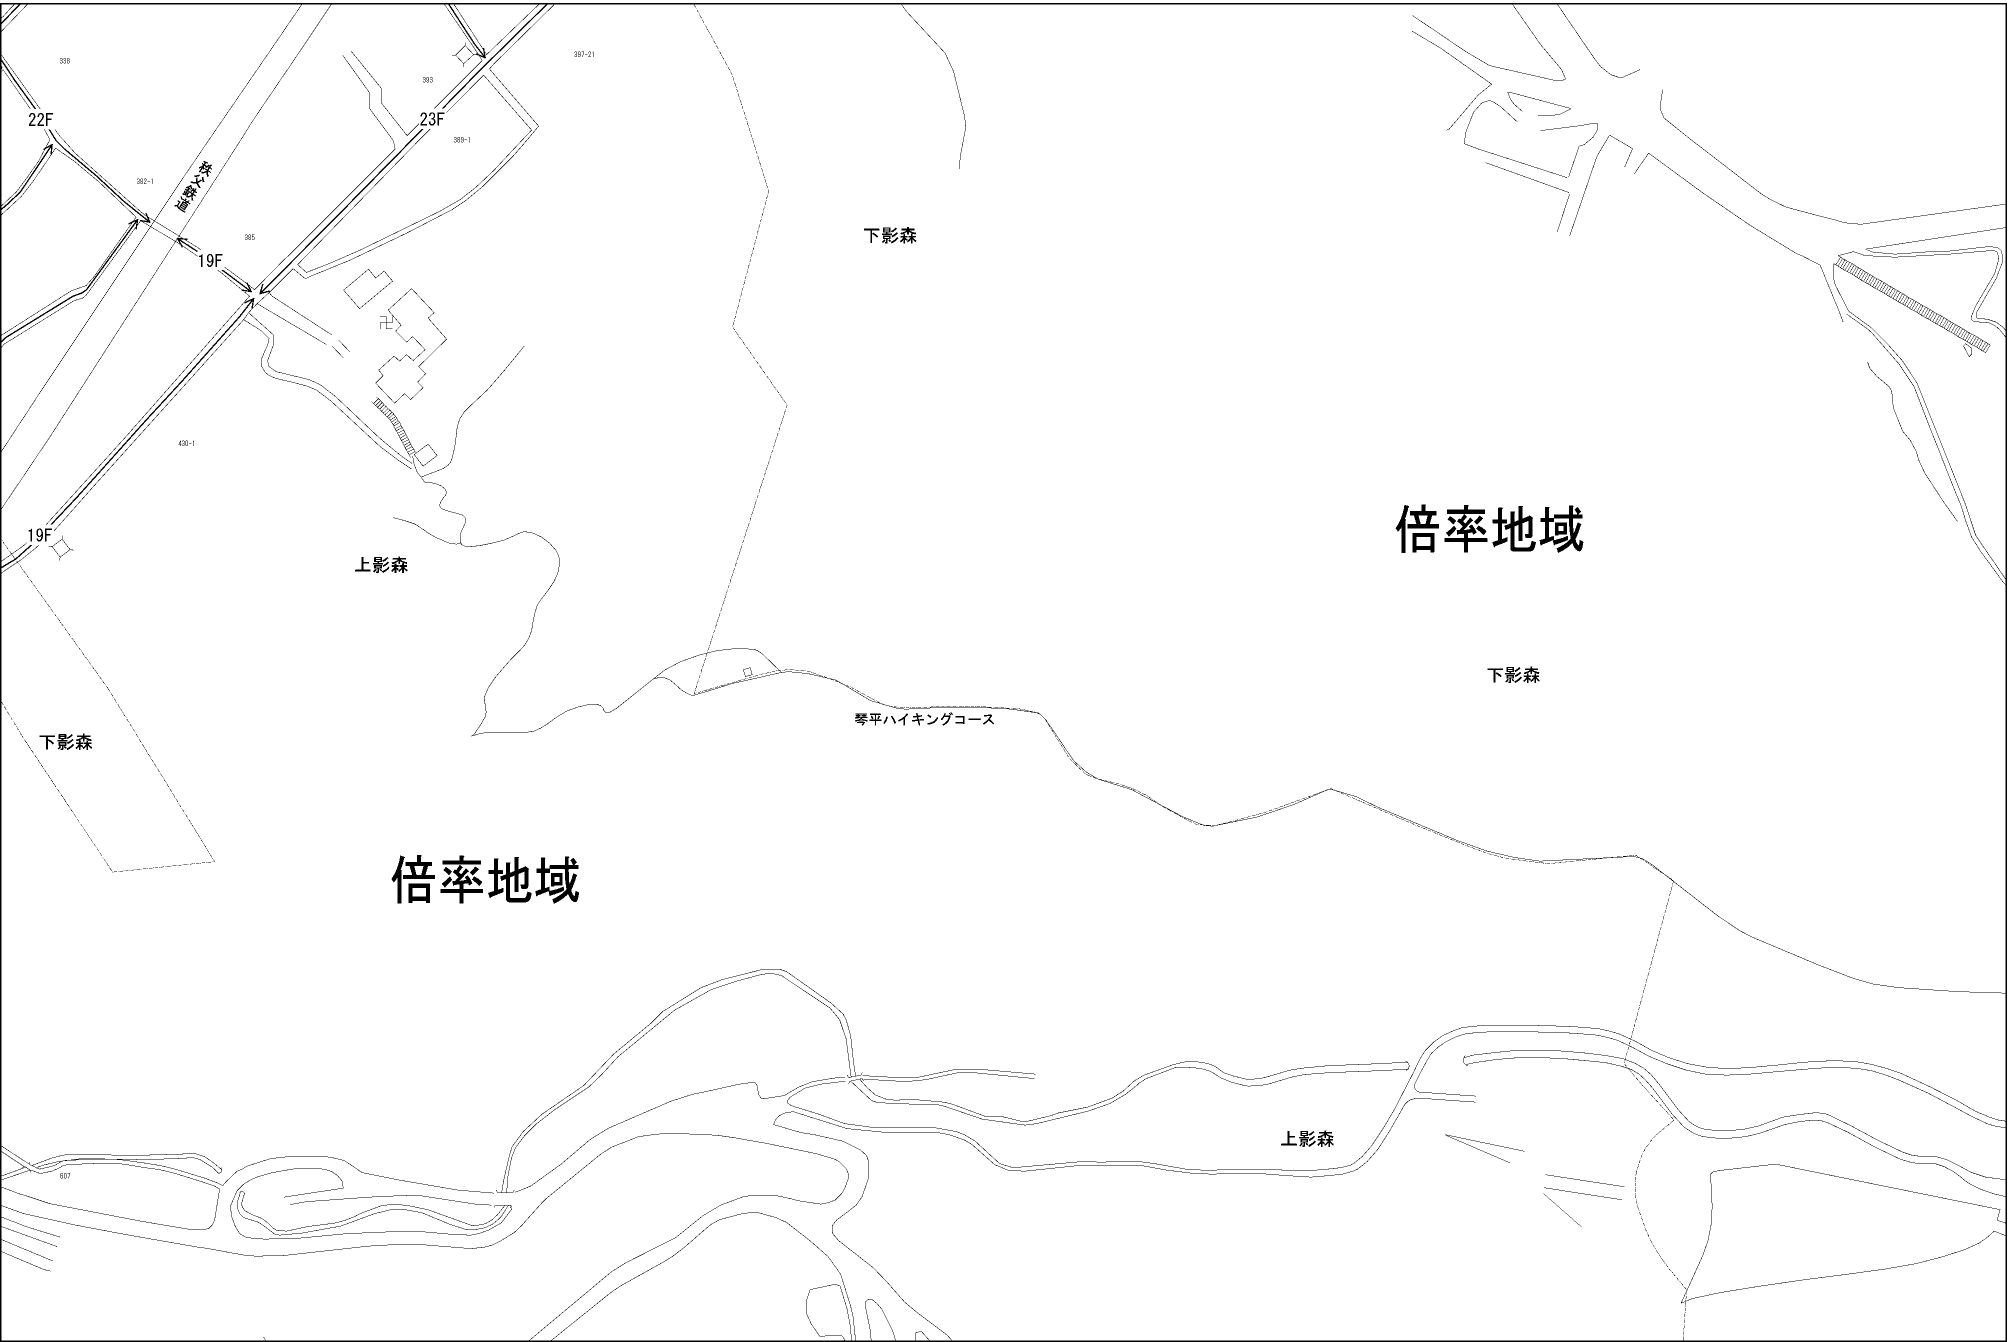 397-21
338
393
22F
23F
389-1
秩父鉄道
382-1
下影森
385
19F
430-1
倍率地域
19F
上影森
下影森
琴平ハイキングコース
下影森
倍率地域
上影森
607